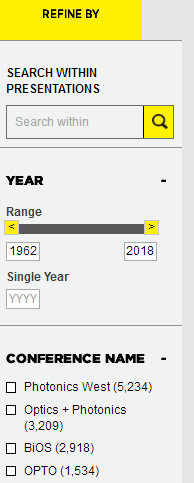 REFINE BY
SEARCH WITHIN
PRESENTATIONS
Search within
YEAR -
Range
< >
1962 2018
Single Year
YYYY
CONFERENCE NAME -
Photonics West (5,234)
Optics + Photonics
(3,209)
BiOS (2,918)
OPTO (1,534)